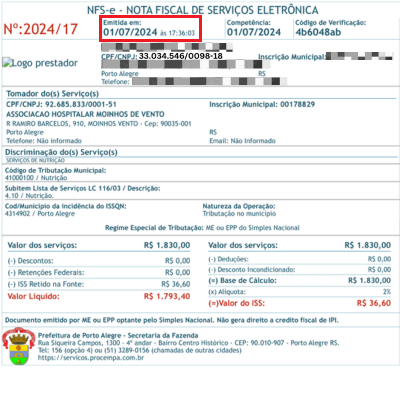 NFS-e - NOTA FISCAL DE SERVIÇOS ELETRÔNICA
Nº:2024/17
Emitida em:
01/07/2024 às 17:36:03
Competência:
01/07/2024
Código de Verificação:
4b6048ab
Logo prestador
CPF/CNPJ: 33.034.546/0098-18
Inscrição Municipal:
Porto Alegre RS
Telefone:
Tomador do(s) Serviço(s)
CPF/CNPJ: 92.685.833/0001-51 Inscrição Municipal: 00178829
ASSOCIACAO HOSPITALAR MOINHOS DE VENTO
R RAMIRO BARCELOS, 910, MOINHOS VENTO - Cep: 90035-001
Porto Alegre RS
Telefone: Não informado Email: Não Informado
Discriminação do(s) Serviço(s)
SERVIÇOS DE NUTRIÇÃO
Código de Tributação Municipal:
41000100 / Nutrição
Subitem Lista de Serviços LC 116/03 / Descrição:
4.10 / Nutrição.
Cod/Município da incidência do ISSQN: Natureza da Operação:
4314902 / Porto Alegre Tributação no município
Regime Especial de Tributação: ME ou EPP do Simples Nacional
Valor dos serviços: R$ 1.830,00 Valor dos serviços: R$ 1.830,00
(-) Descontos: R$ 0,00 (-) Deduções: R$ 0,00
(-) Retenções Federais: R$ 0,00 (-) Desconto Incondicionado: R$ 0,00
(-) ISS Retido na Fonte: R$ 36,60 (=) Base de Cálculo: R$ 1.830,00
Valor Líquido: R$ 1.793,40 (x) Alíquota: 2%
(=)Valor do ISS: R$ 36,60
Documento emitido por ME ou EPP optante pelo Simples Nacional. Não gera direito a credito fiscal de IPI.
Prefeitura de Porto Alegre - Secretaria da Fazenda
Rua Siqueira Campos, 1300 - 4º andar - Bairro Centro Histórico - CEP: 90.010-907 - Porto Alegre RS.
Tel: 156 (opção 4) ou (51) 3289-0156 (chamadas de outras cidades)
https://servicos.procempa.com.br